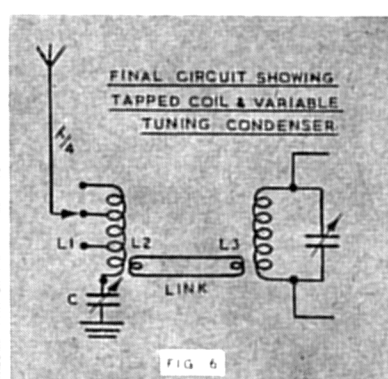 FINAL CIRCUIT SHOWING
TAPPED COIL & VARIABLE
TUNING CONDENSER
λ/4
L1
L2
L3
LINK
C
FIG 6